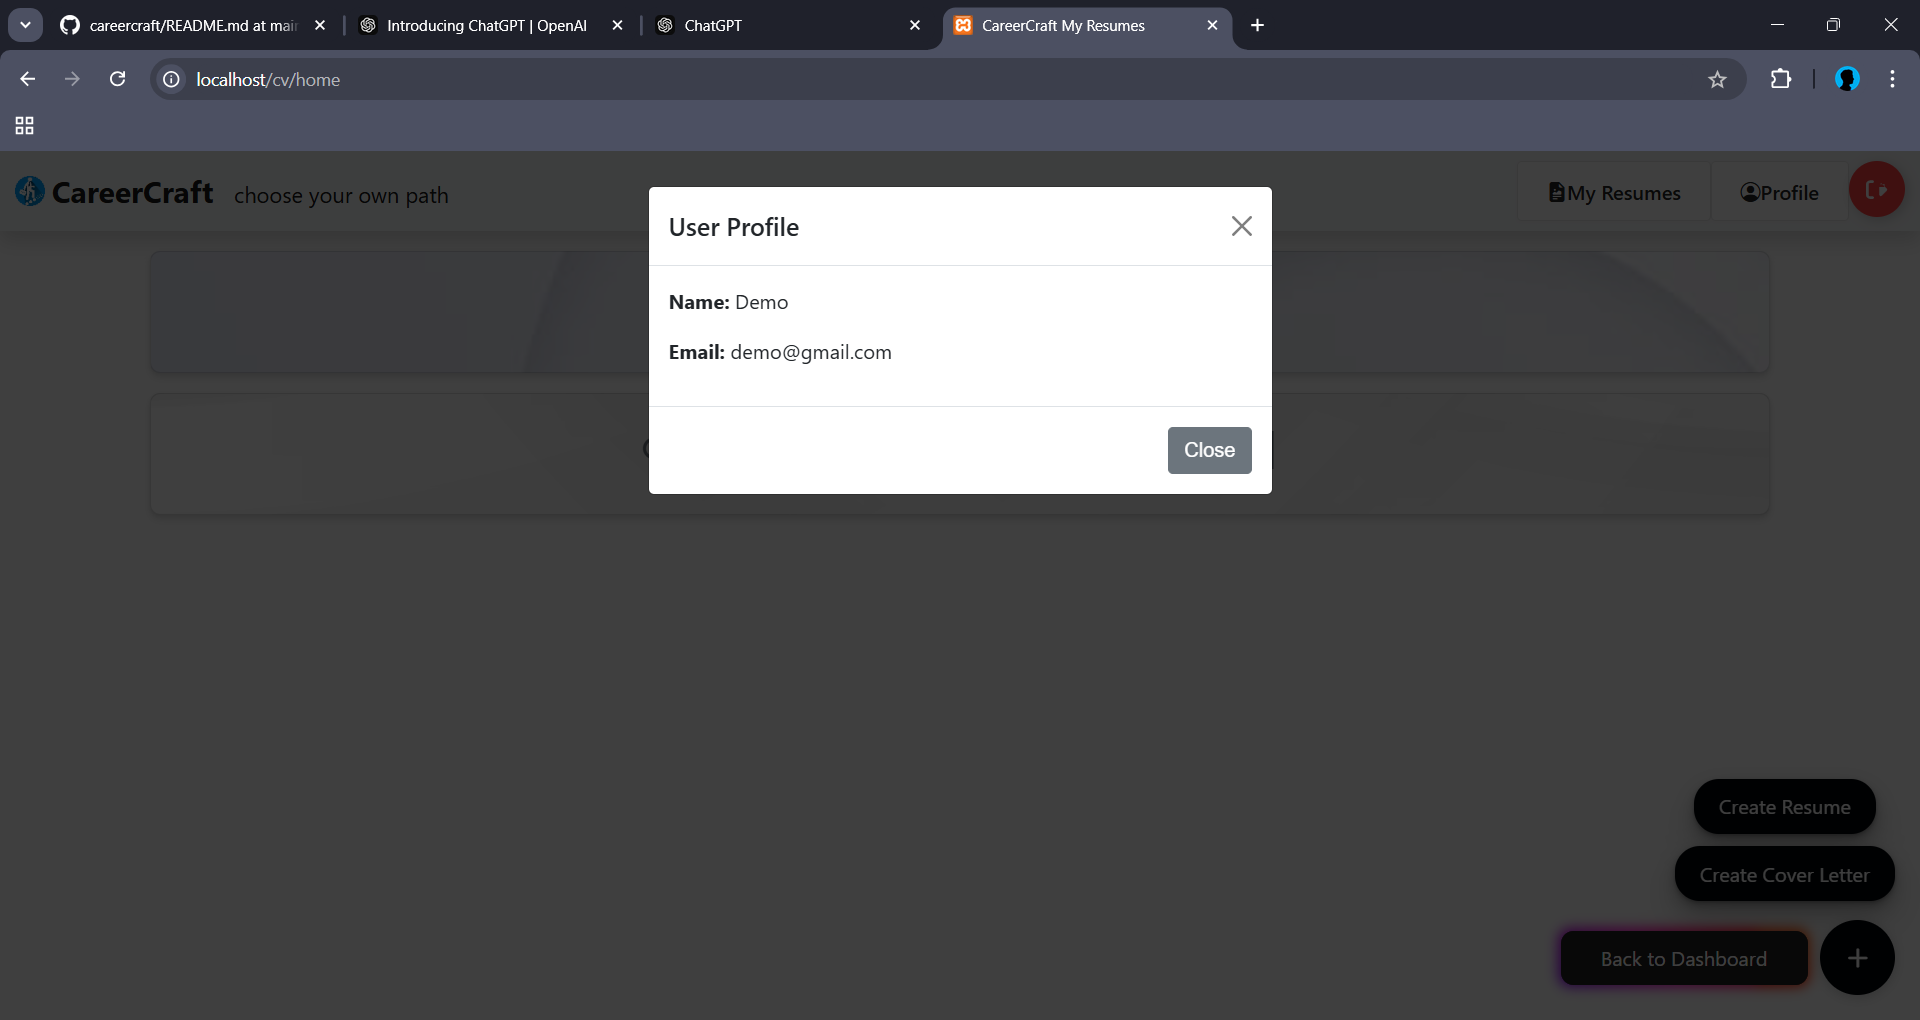 careercraft/README.md at mai
Introducing ChatGPT | OpenAI
ChatGPT
CareerCraft My Resumes
localhost/cv/home
CareerCraft choose your own path
My Resumes
Profile
User Profile
Name: Demo
Email: demo@gmail.com
Close
Create Resume
Create Cover Letter
Back to Dashboard
+